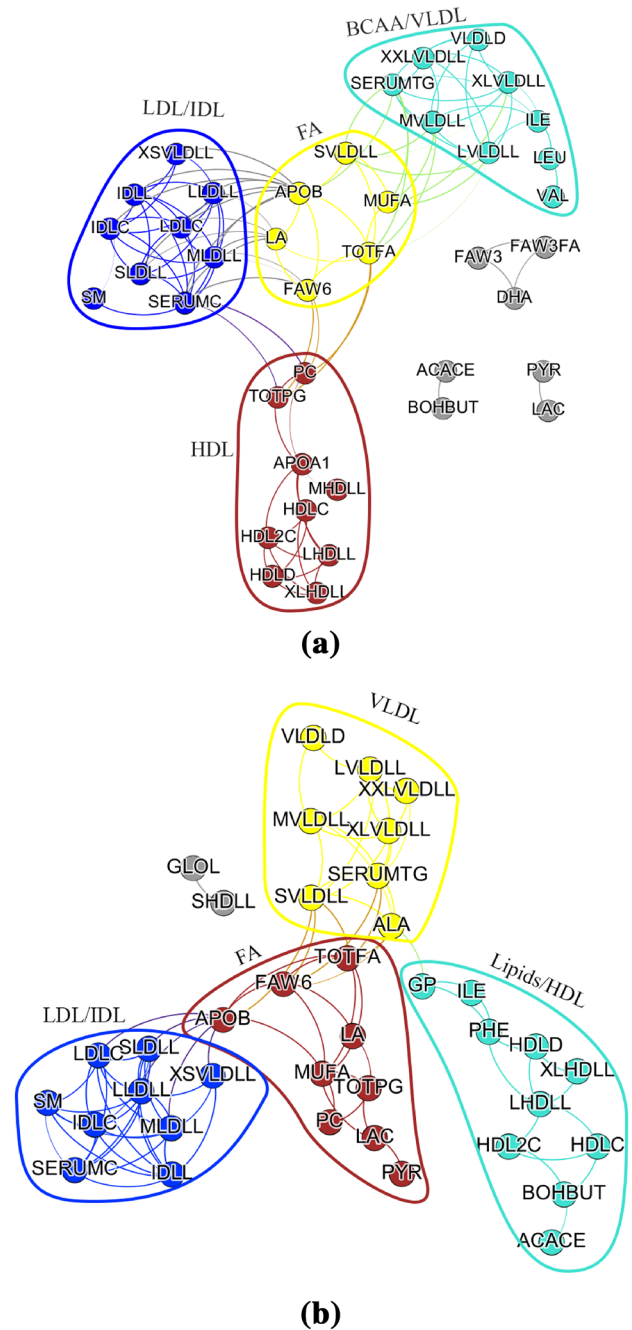 BCAA/VLDL
VLDLD
XXLVLDLL
SERUMTG
XLVLDLL
MVLDLL
ILE
LVLDLL
LEU
VAL
LDL/IDL
XSVLDLL
IDLL
LLDLL
IDLC
LDLC
MLDLL
SLDLL
SM
SERUMC
FA
SVLDLL
APOB
MUFA
LA
TOTFA
FAW6
FAW3
FAW3FA
DHA
ACACE
BOHBUT
PYR
LAC
HDL
PC
TOTPG
APOA1
MHDLL
HDLC
HDL2C
LHDLL
HDLD
XLHDLL
(a)
VLDL
VLDLD
LVLDLL
XXLVLDLL
MVLDLL
XLVLDLL
SERUMTG
SVLDLL
ALA
GLOL
SHDLL
FA
TOTFA
FAW6
APOB
LA
MUFA
TOTPG
PC
LAC
PYR
LDL/IDL
SLDLL
LDLC
XSVLDLL
LLDLL
SM
IDLC
MLDLL
SERUMC
IDLL
Lipids/HDL
GP
ILE
PHE
HDLD
XLHDLL
LHDLL
HDL2C
HDLC
BOHBUT
ACACE
(b)